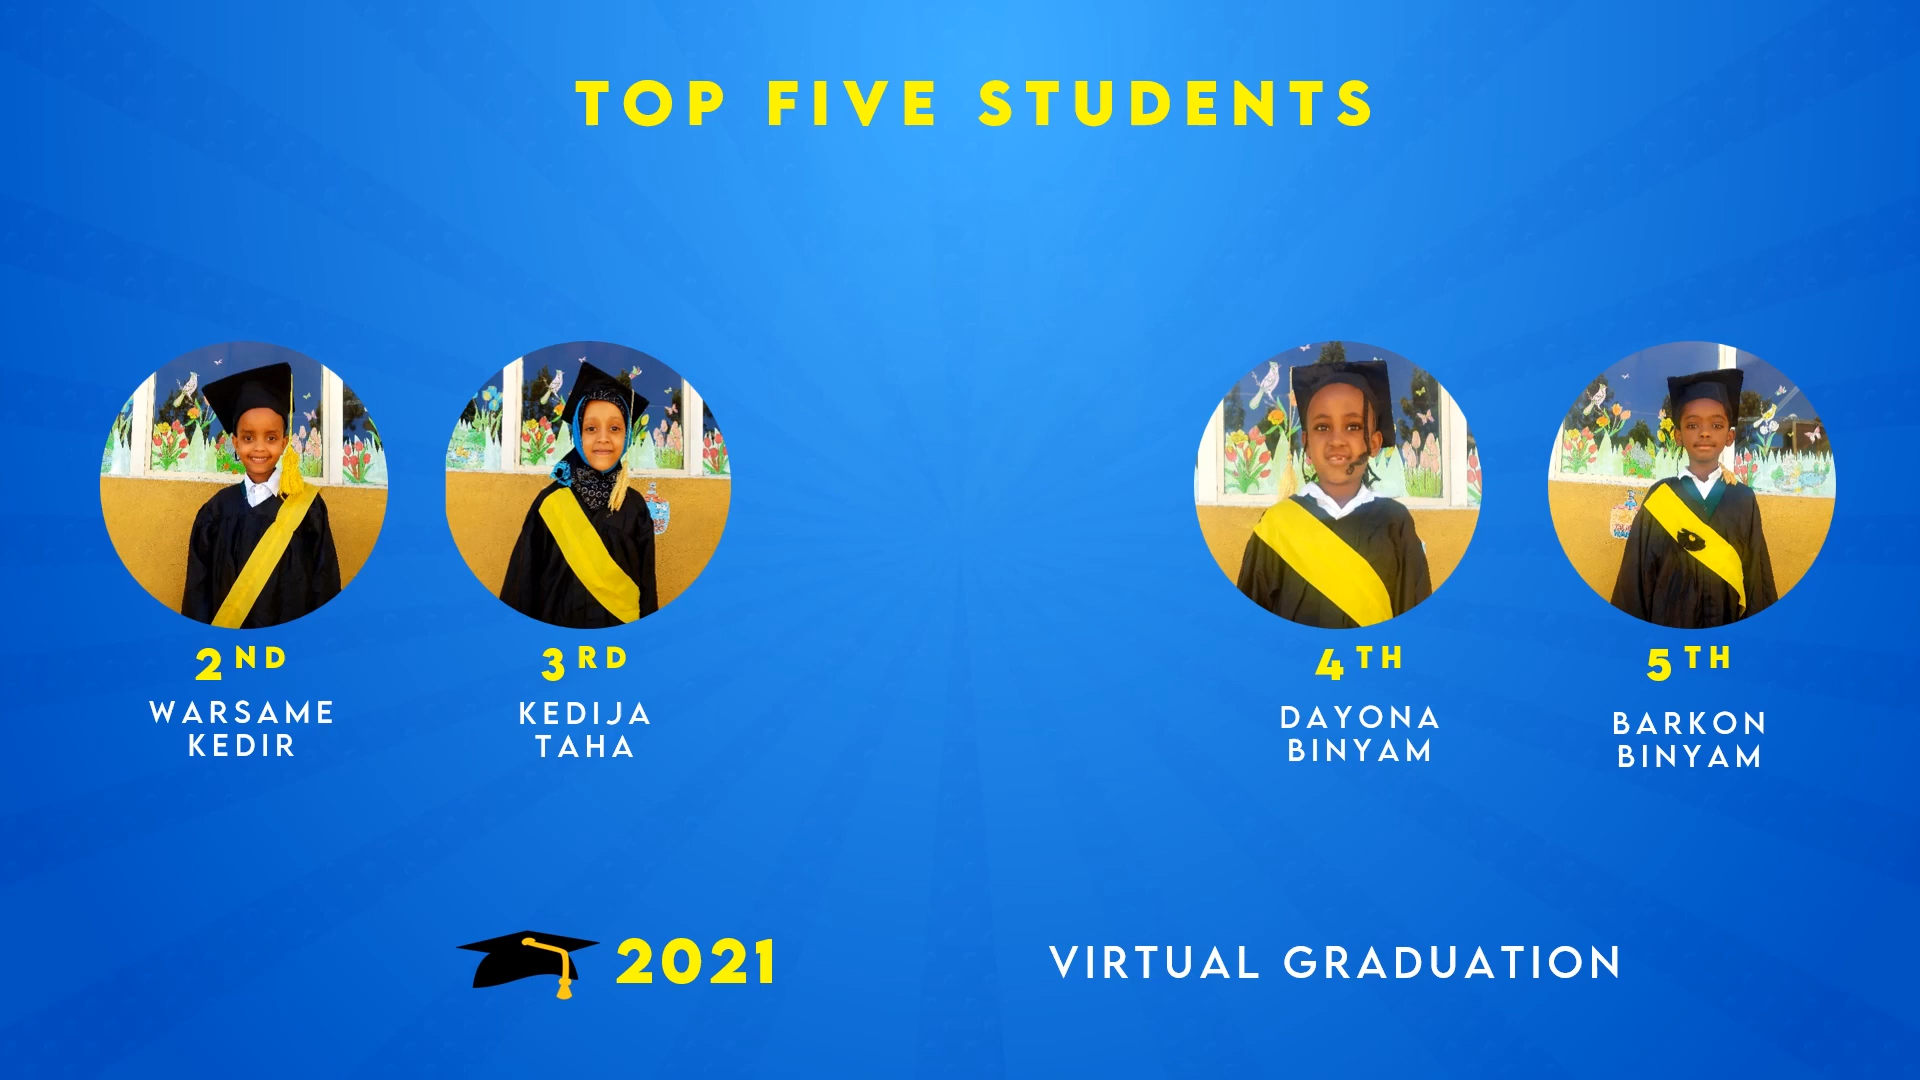 TOP FIVE STUDENTS
2ND
WARSAME
KEDIR
3RD
KEDIJA
TAHA
4TH
DAYONA
BINYAM
5TH
BARKON
BINYAM
2021
VIRTUAL GRADUATION